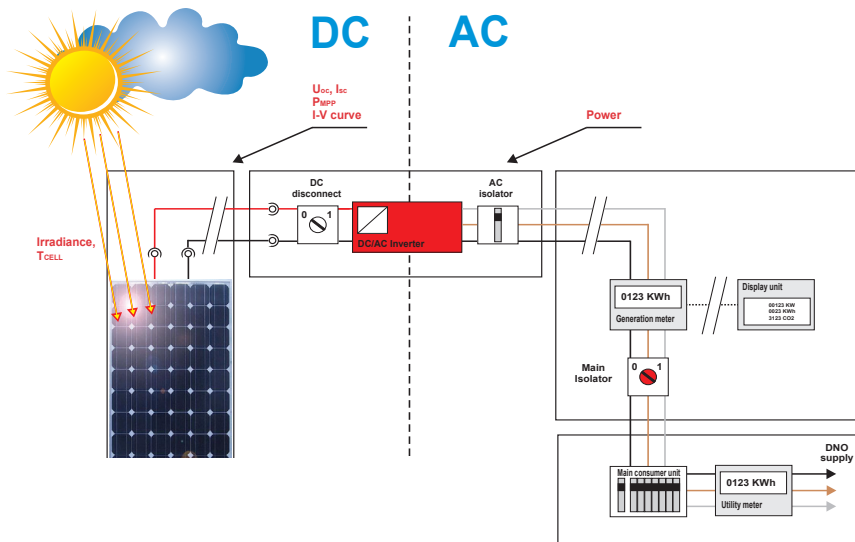 DC
AC
Uoc, Isc
PMPP
I-V curve
Power
DC
disconnect
0 1
AC
isolator
DC/AC Inverter
Irradiance,
TCELL
0123 KWh
Generation meter
Display unit
00123 KW
0023 KWh
3123 CO2
Main
Isolator
0 1
DNO
supply
Main consumer unit
0123 KWh
Utility meter